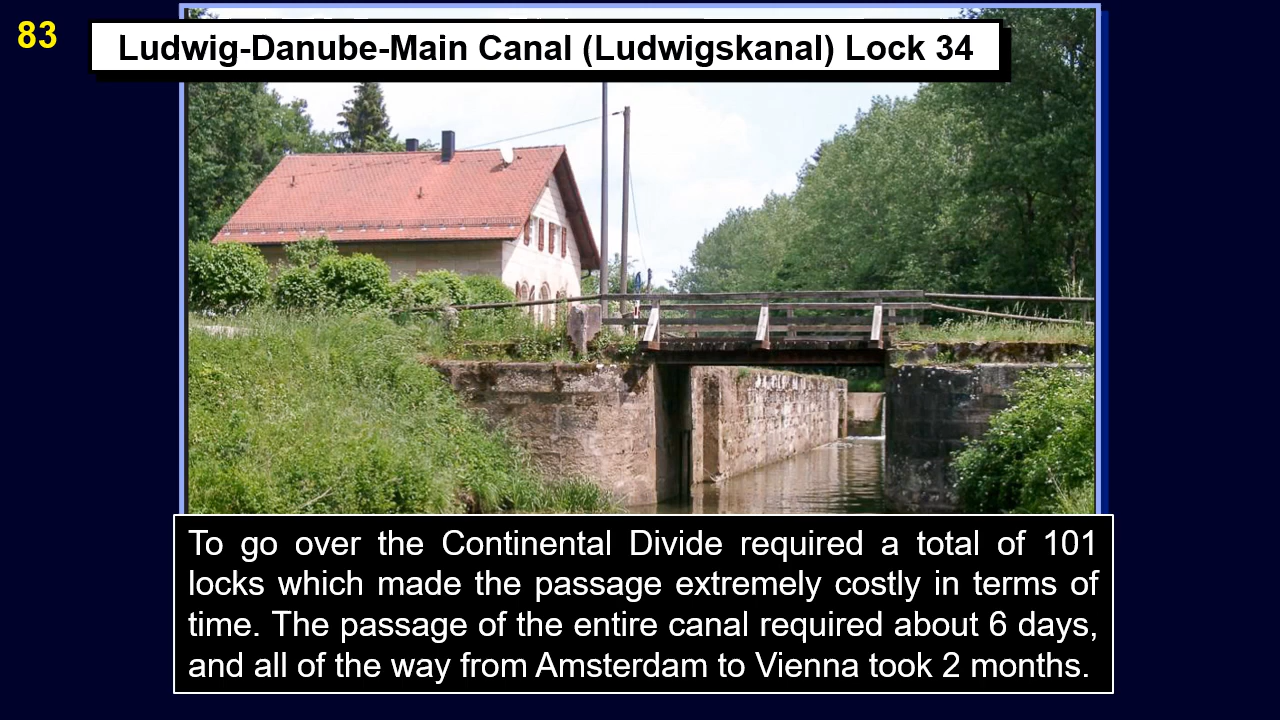 83
Ludwig-Danube-Main Canal (Ludwigskanal) Lock 34
To go over the Continental Divide required a total of 101
locks which made the passage extremely costly in terms of
time. The passage of the entire canal required about 6 days,
and all of the way from Amsterdam to Vienna took 2 months.